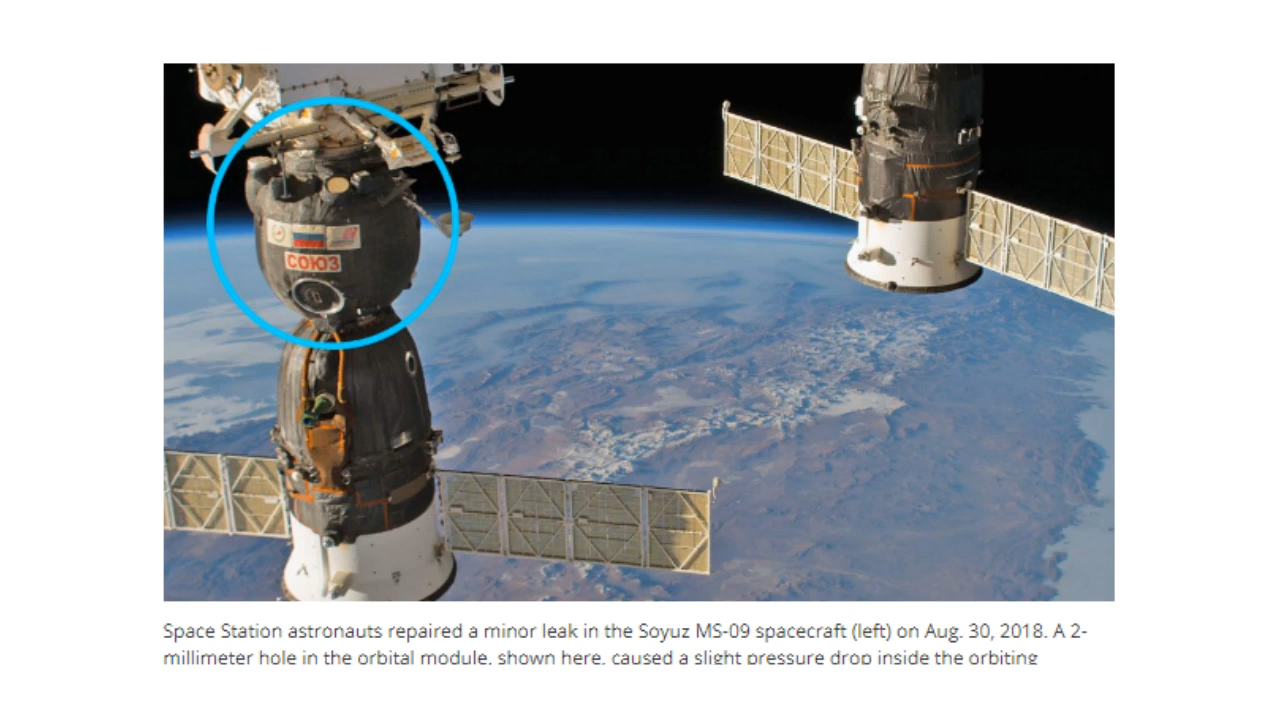 СОЮЗ
Space Station astronauts repaired a minor leak in the Soyuz MS-09 spacecraft (left) on Aug. 30, 2018. A 2-
millimeter hole in the orbital module, shown here, caused a slight pressure drop inside the orbiting